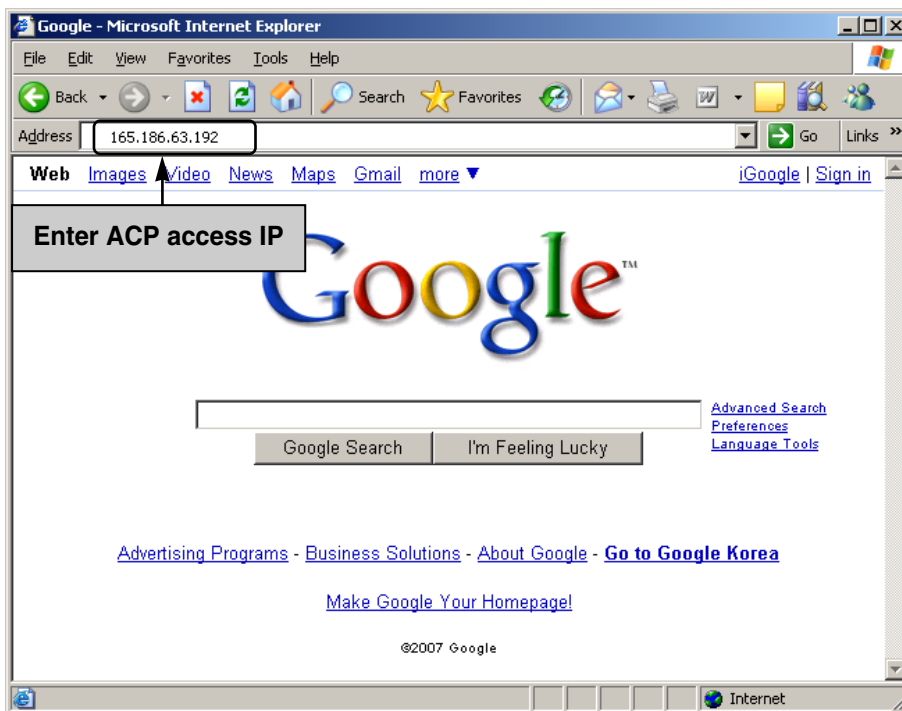 Google - Microsoft Internet Explorer
File Edit View Favorites Tools Help
Back Search Favorites
Address 165.186.63.192 Go Links »
Web Images Video News Maps Gmail more ▼ iGoogle | Sign in
Enter ACP access IP
Google™
Advanced Search
Preferences
Language Tools
Google Search I'm Feeling Lucky
Advertising Programs - Business Solutions - About Google - Go to Google Korea
Make Google Your Homepage!
©2007 Google
Internet